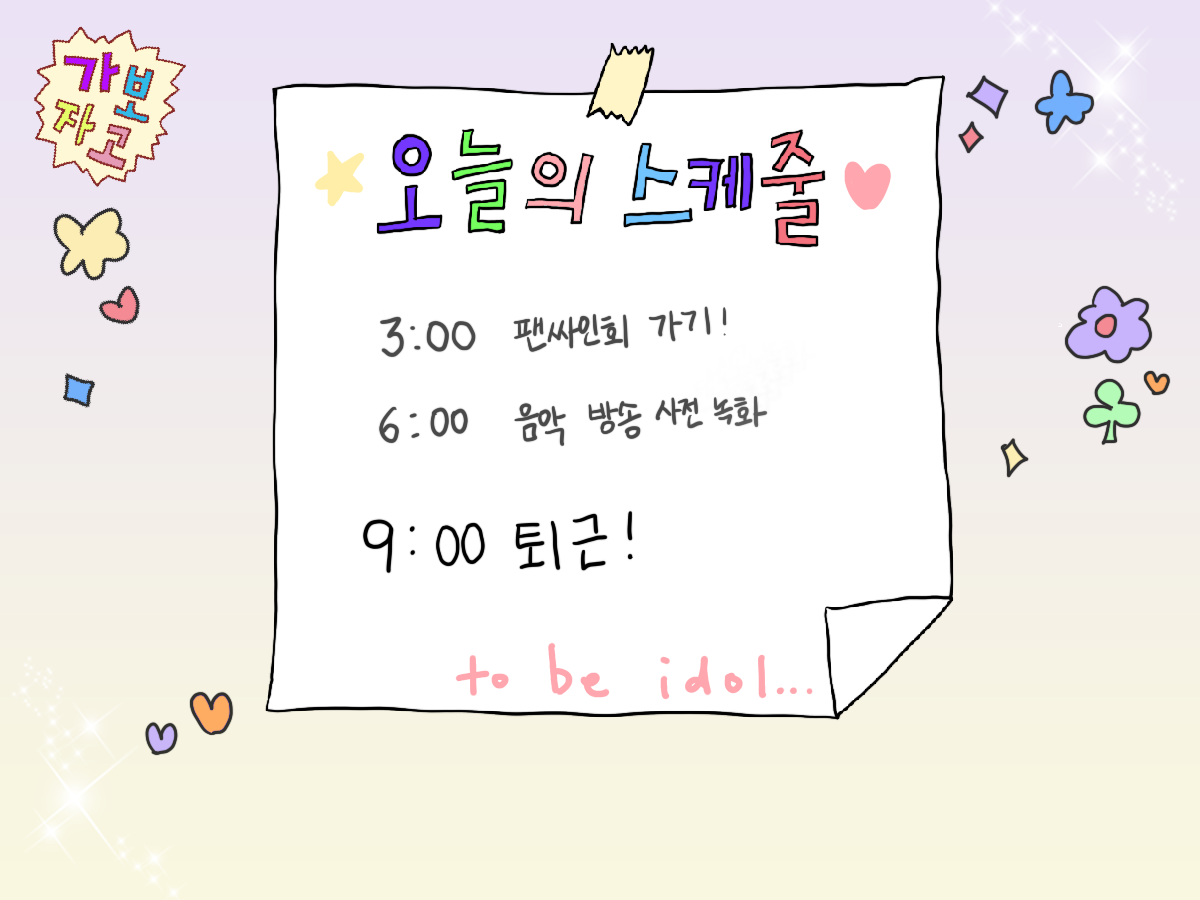 가보
자고
오늘의 스케줄
3:00 팬싸인회 가기!
6:00 음악 방송 사전 녹화
9:00 퇴근!
to be idol...